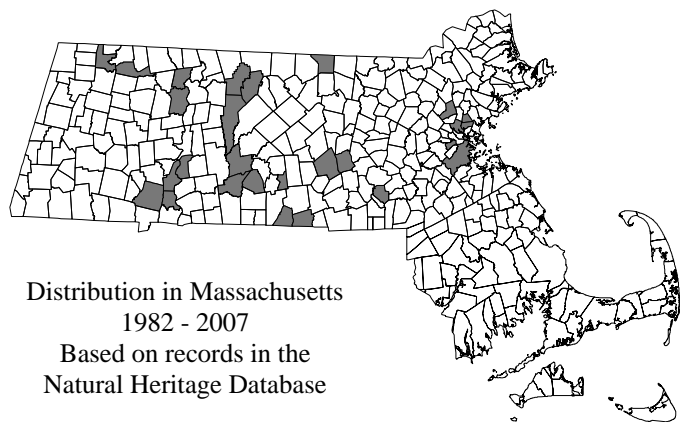 Distribution in Massachusetts
1982 - 2007
Based on records in the
Natural Heritage Database